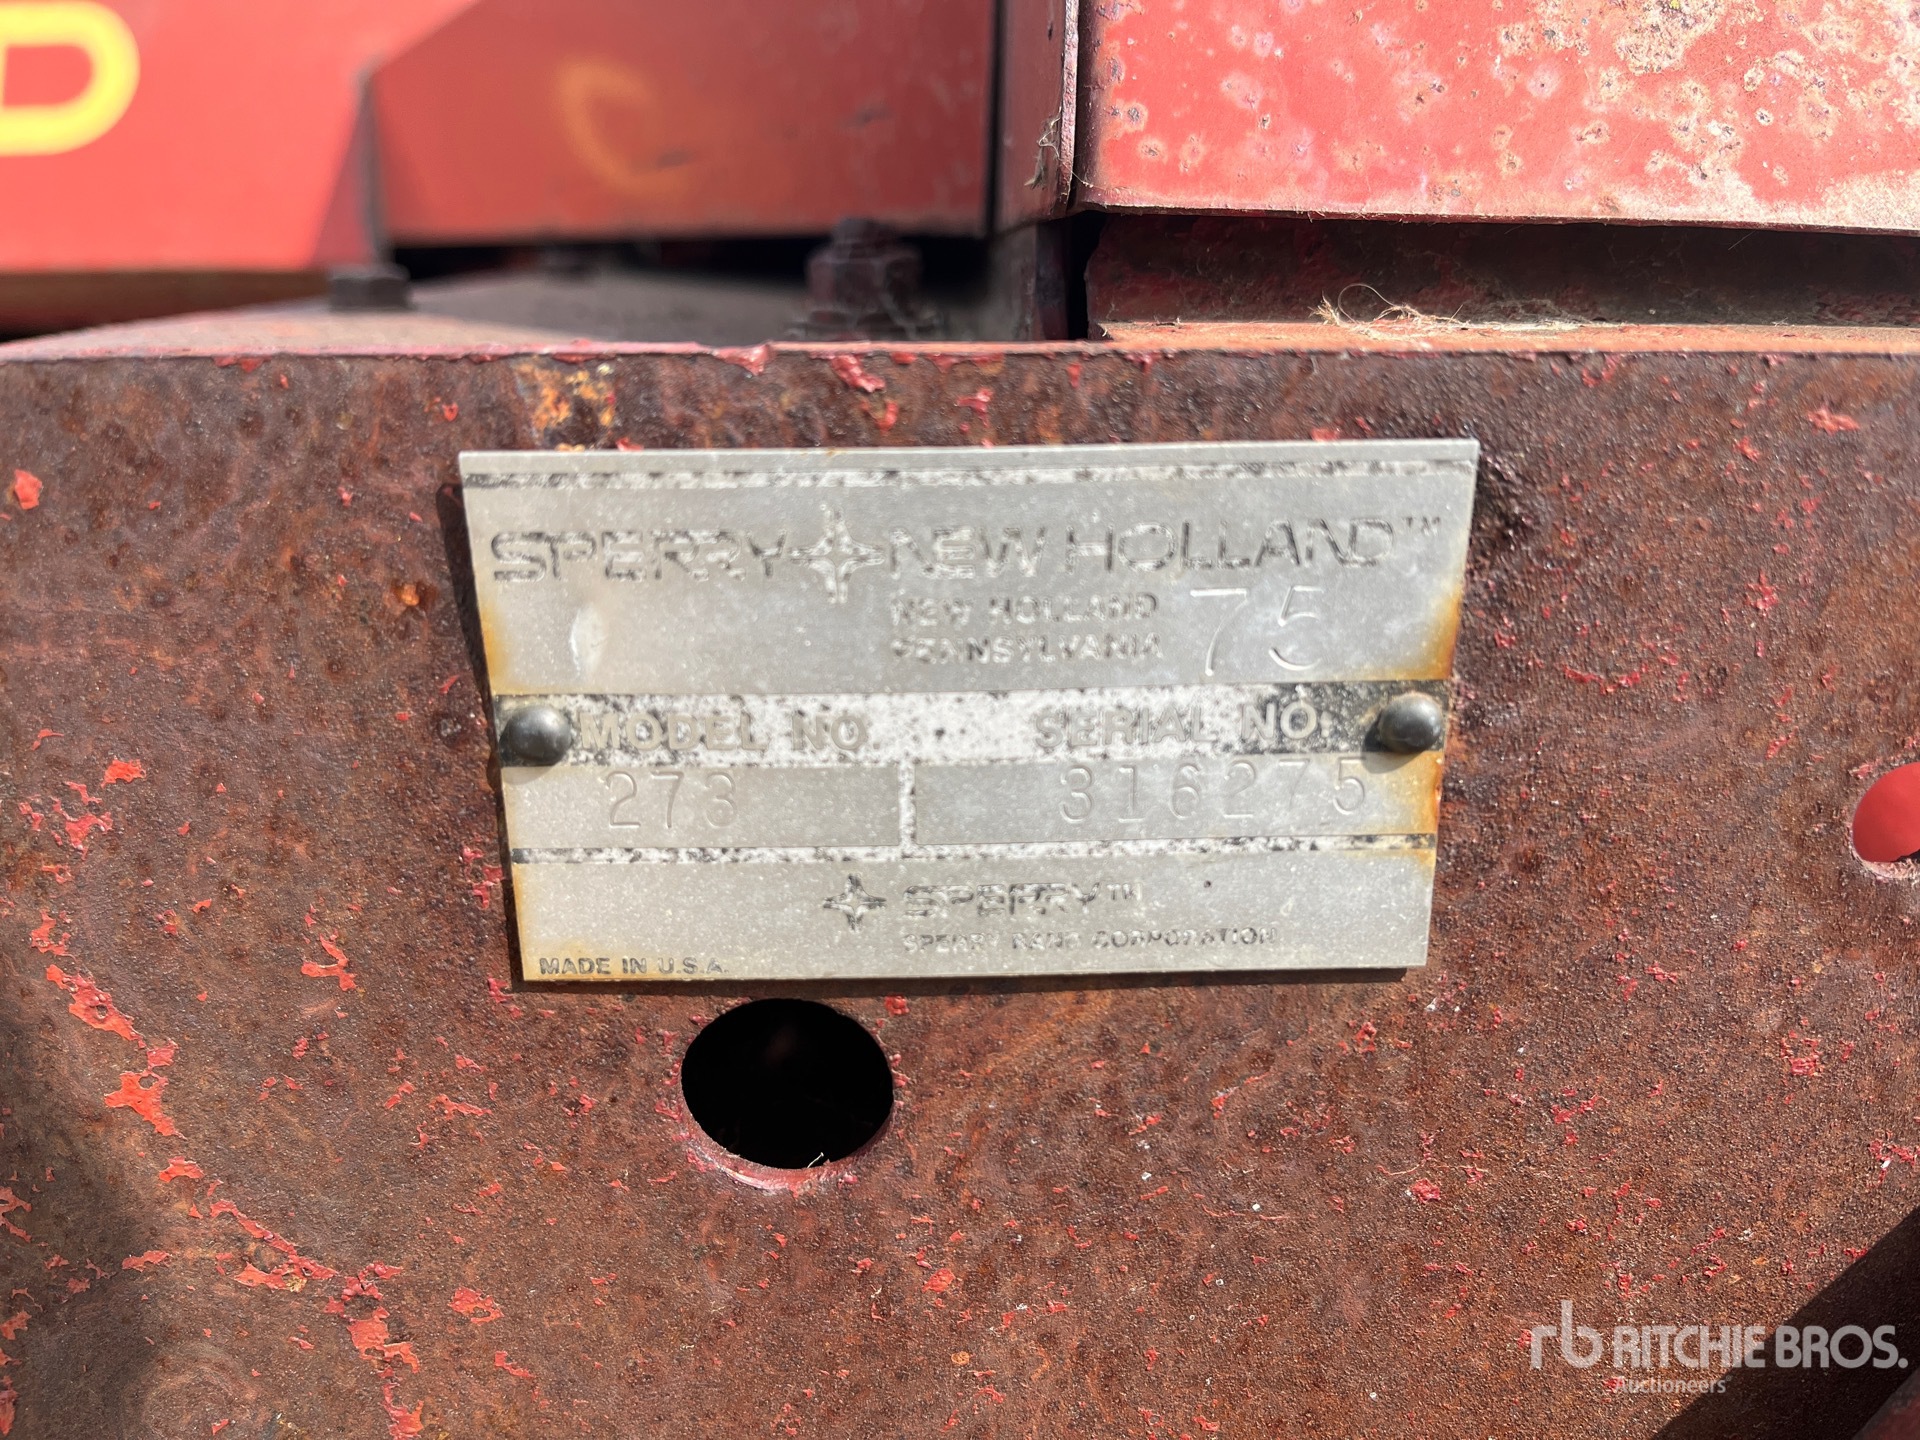 D
SPERRY NEW HOLLAND™
NEW HOLLAND
PENNSYLVANIA 75
MODEL NO. SERIAL NO.
273 316275
SPERRY™
SPERRY RAND CORPORATION
MADE IN U.S.A.
rb RITCHIE BROS.
Auctioneers